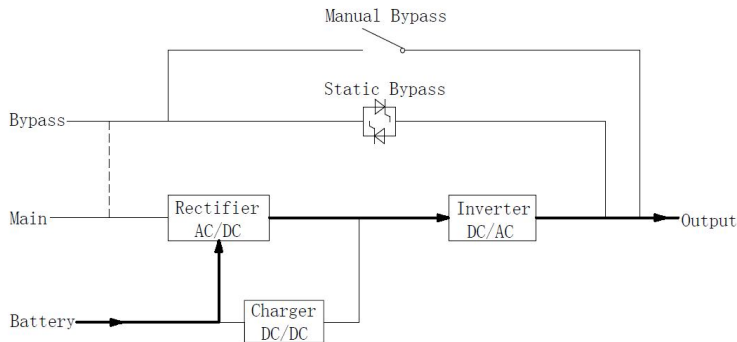 Manual Bypass
Static Bypass
Bypass
Main
Rectifier
AC/DC
Inverter
DC/AC
Output
Battery
Charger
DC/DC